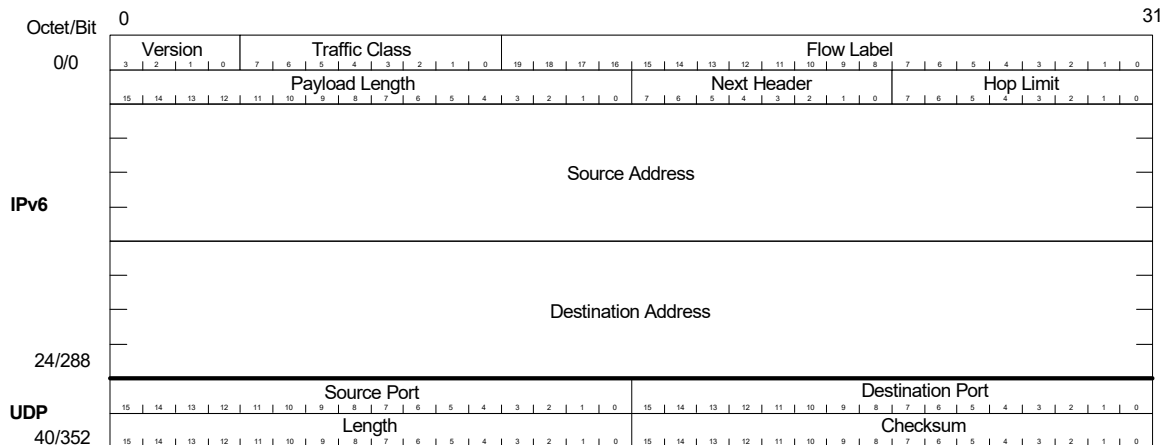 Octet/Bit 0 31
Version Traffic Class Flow Label
0/0 3 2 1 0 7 6 5 4 3 2 1 0 19 18 17 16 15 14 13 12 11 10 9 8 7 6 5 4 3 2 1 0
Payload Length Next Header Hop Limit
15 14 13 12 11 10 9 8 7 6 5 4 3 2 1 0 7 6 5 4 3 2 1 0 7 6 5 4 3 2 1 0
Source Address
IPv6
Destination Address
24/288
Source Port Destination Port
UDP 15 14 13 12 11 10 9 8 7 6 5 4 3 2 1 0 15 14 13 12 11 10 9 8 7 6 5 4 3 2 1 0
Length Checksum
40/352 15 14 13 12 11 10 9 8 7 6 5 4 3 2 1 0 15 14 13 12 11 10 9 8 7 6 5 4 3 2 1 0